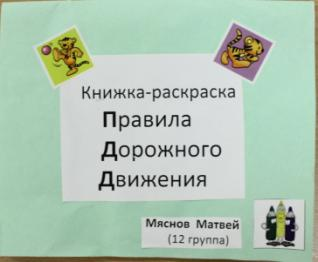 Книжка-раскраска
Правила
Дорожного
Движения
Мяснов Матвей
(12 группа)